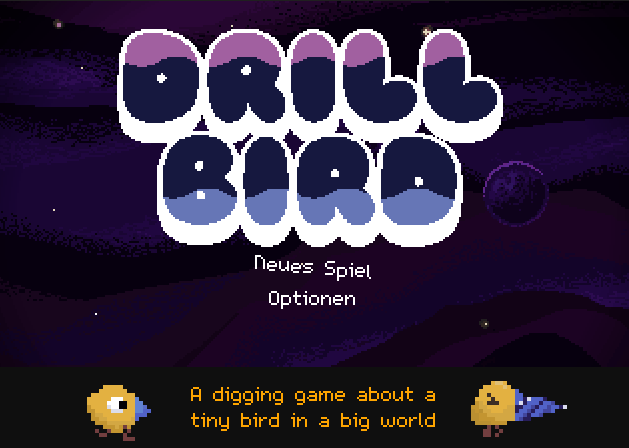 DRILL
BIRD
Neues Spiel
Optionen
A digging game about a
tiny bird in a big world